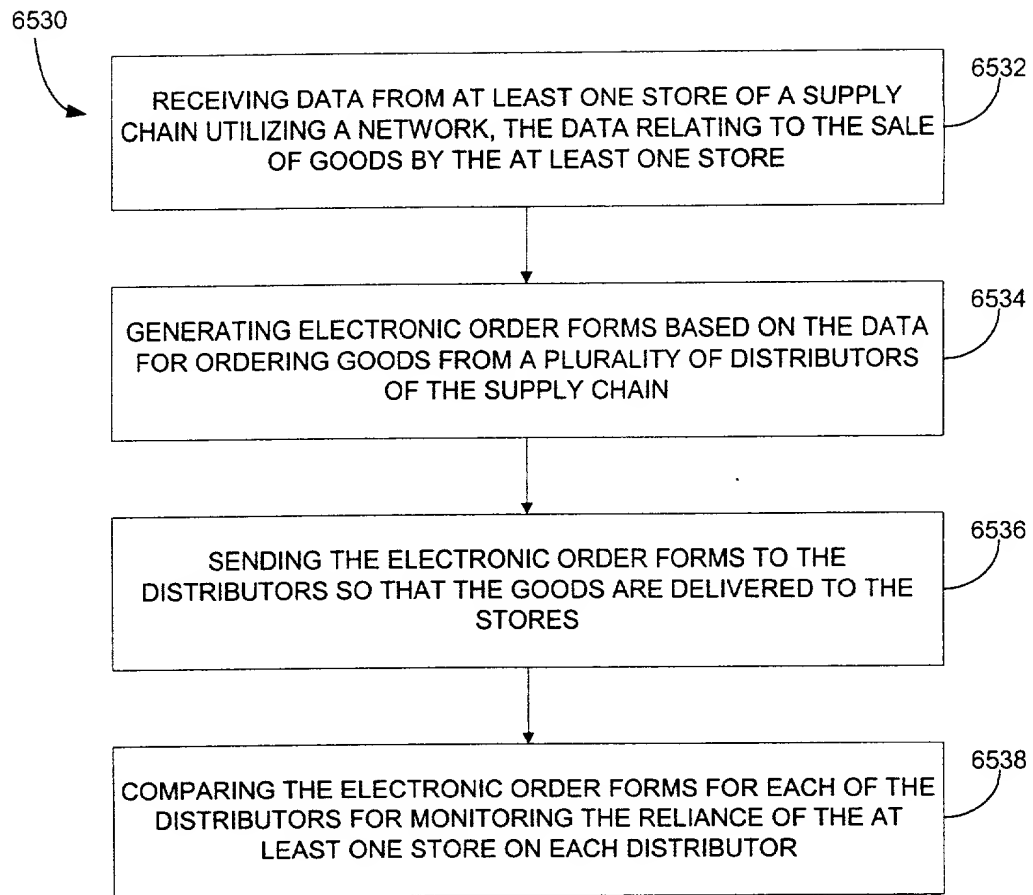 6530
6532
RECEIVING DATA FROM AT LEAST ONE STORE OF A SUPPLY
CHAIN UTILIZING A NETWORK, THE DATA RELATING TO THE SALE
OF GOODS BY THE AT LEAST ONE STORE
6534
GENERATING ELECTRONIC ORDER FORMS BASED ON THE DATA
FOR ORDERING GOODS FROM A PLURALITY OF DISTRIBUTORS
OF THE SUPPLY CHAIN
6536
SENDING THE ELECTRONIC ORDER FORMS TO THE
DISTRIBUTORS SO THAT THE GOODS ARE DELIVERED TO THE
STORES
6538
COMPARING THE ELECTRONIC ORDER FORMS FOR EACH OF THE
DISTRIBUTORS FOR MONITORING THE RELIANCE OF THE AT
LEAST ONE STORE ON EACH DISTRIBUTOR